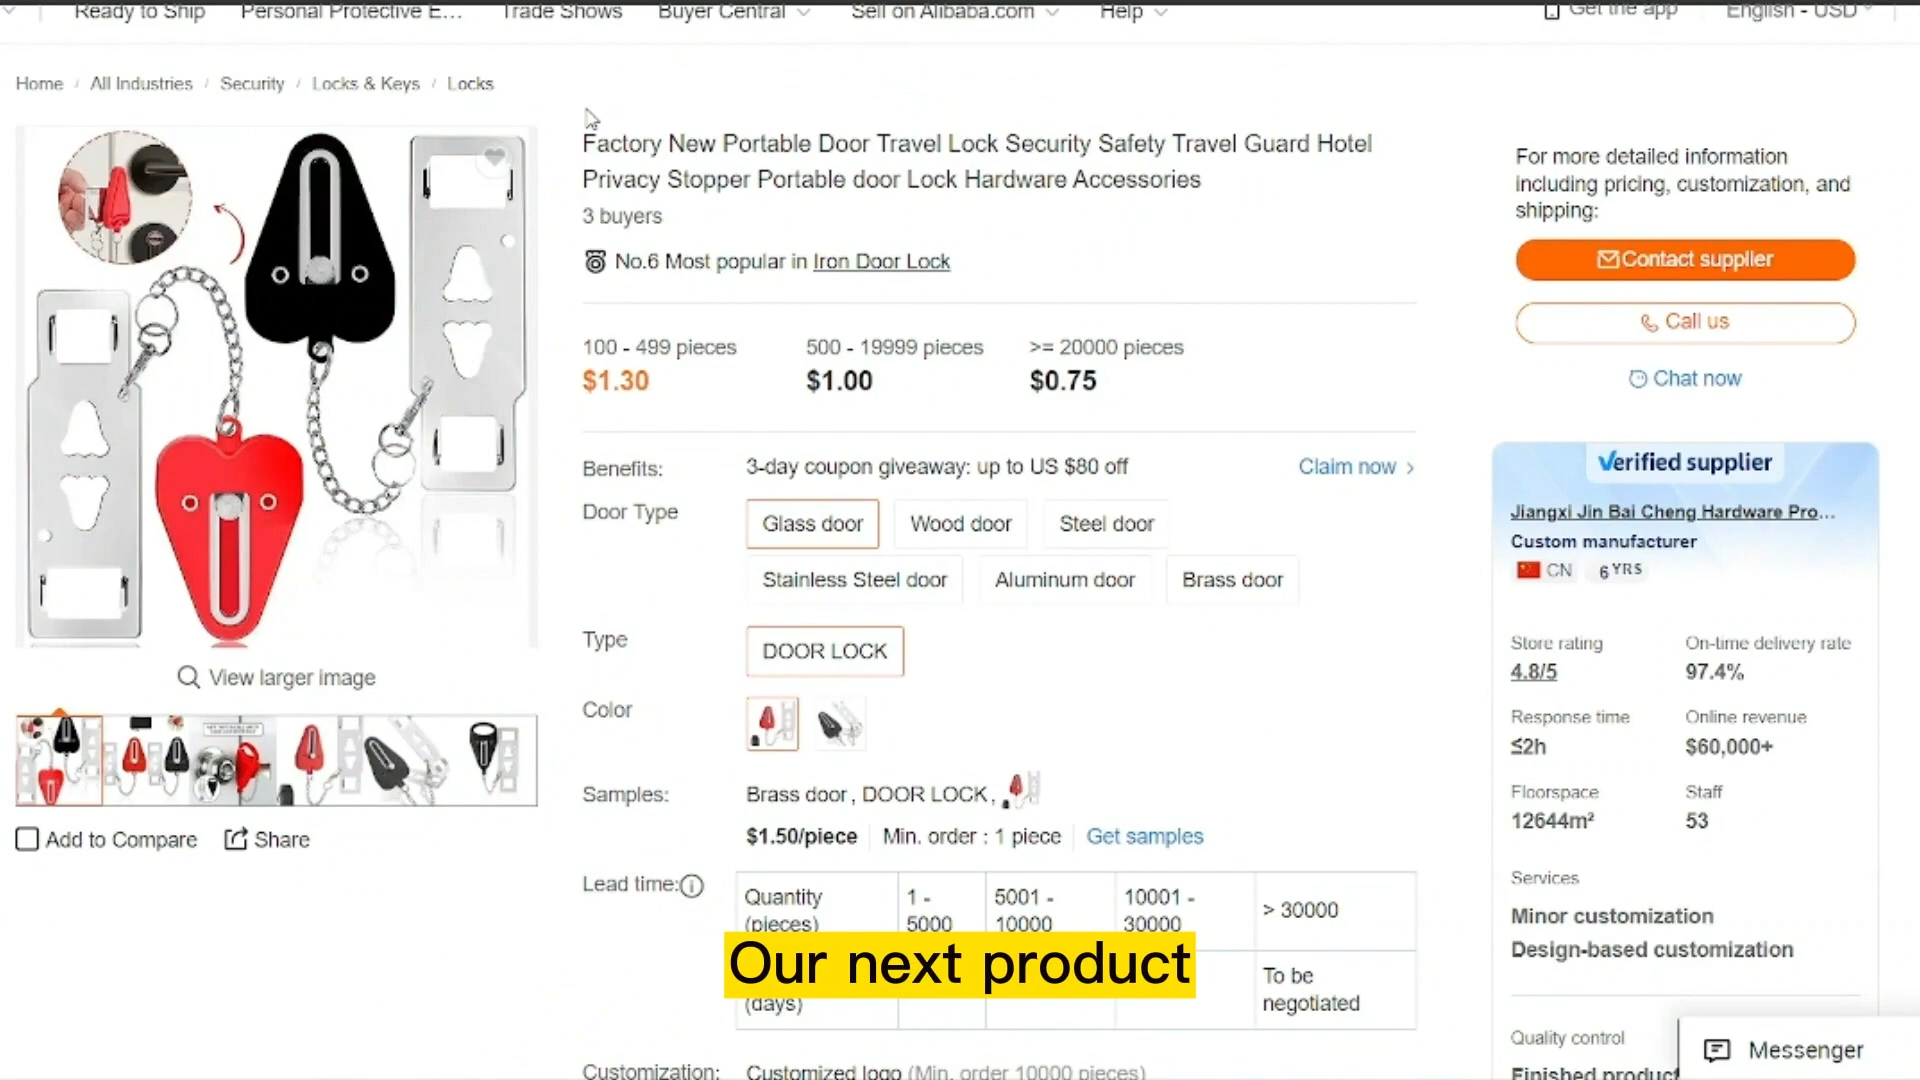 Ready to Ship Personal Protective E... Trade Shows Buyer Central Sell on Alibaba.com Help Get the app English - USD
Home / All Industries / Security / Locks & Keys / Locks
Factory New Portable Door Travel Lock Security Safety Travel Guard Hotel
Privacy Stopper Portable door Lock Hardware Accessories
3 buyers
No.6 Most popular in Iron Door Lock
100 - 499 pieces 500 - 19999 pieces >= 20000 pieces
$1.30 $1.00 $0.75
Benefits: 3-day coupon giveaway: up to US $80 off Claim now >
Door Type Glass door Wood door Steel door
Stainless Steel door Aluminum door Brass door
Type DOOR LOCK
View larger image
Color
Samples: Brass door, DOOR LOCK,
$1.50/piece Min. order : 1 piece Get samples
Add to Compare Share
Lead time:
Quantity
(pieces)
1 -
5000
5001 -
10000
10001 -
30000
> 30000
Our next product
(days)
To be
negotiated
Customization: Customized logo (Min. order 10000 pieces)
For more detailed information
including pricing, customization, and
shipping:
Contact supplier
Call us
Chat now
Verified supplier
Jiangxi Jin Bai Cheng Hardware Pro...
Custom manufacturer
CN 6 YRS
Store rating On-time delivery rate
4.8/5 97.4%
Response time Online revenue
≤2h $60,000+
Floorspace Staff
12644m² 53
Services
Minor customization
Design-based customization
Quality control
Finished product
Messenger